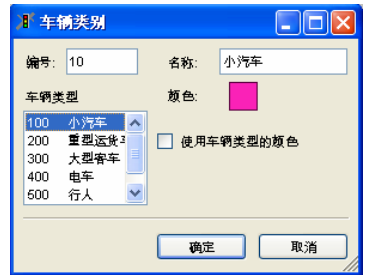 车辆类别
编号: 10 名称: 小汽车
车辆类型 颜色:
100 小汽车
200 重型运货
300 大型客车
400 电车
500 行人
使用车辆类型的颜色
确定 取消